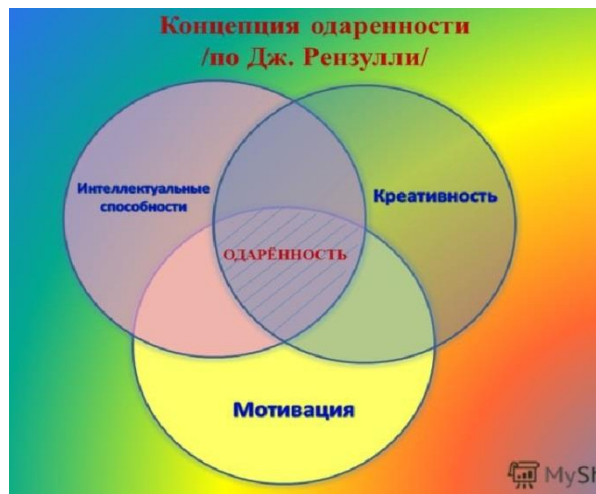 Концепция одаренности
/по Дж. Рензулли/
Интеллектуальные
способности
Креативность
ОДАРЁННОСТЬ
Мотивация
MySh